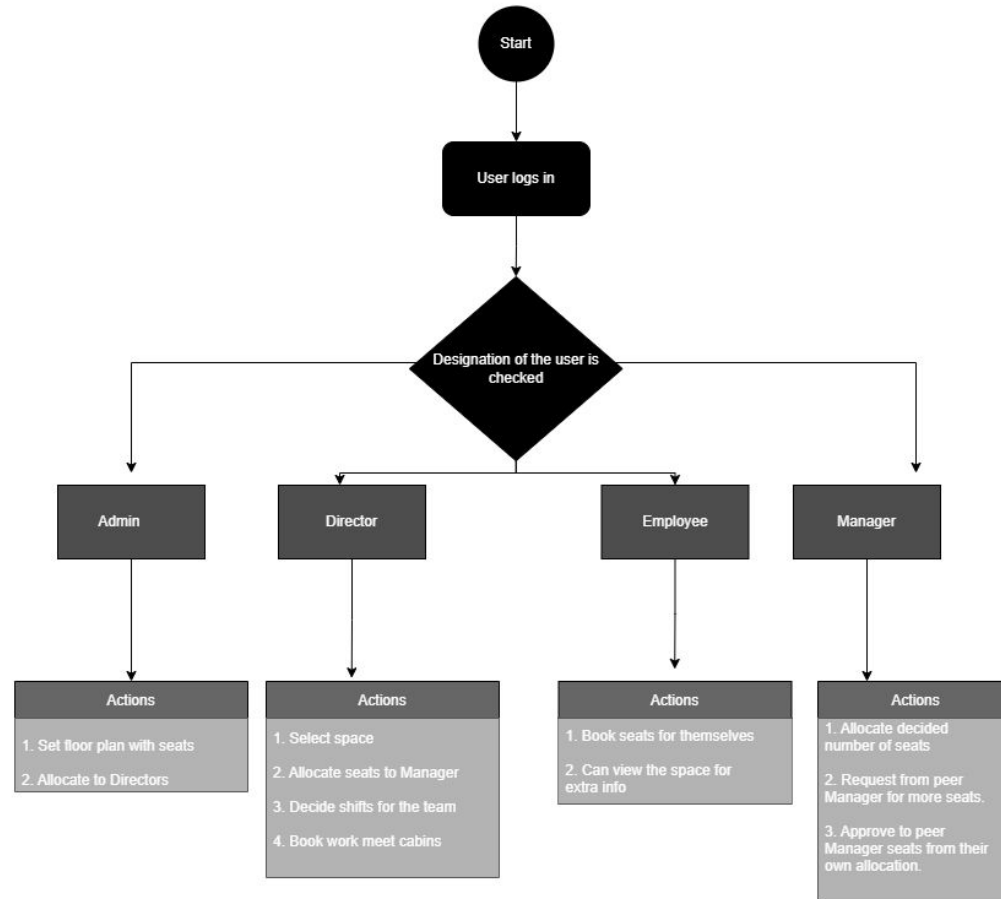 Start
User logs in
Designation of the user is
checked
Admin
Director
Employee
Manager
Actions
1. Set floor plan with seats
2. Allocate to Directors
Actions
1. Select space
2. Allocate seats to Manager
3. Decide shifts for the team
4. Book work meet cabins
Actions
1. Book seats for themselves
2. Can view the space for
extra info
Actions
1. Allocate decided
number of seats
2. Request from peer
Manager for more seats.
3. Approve to peer
Manager seats from their
own allocation.